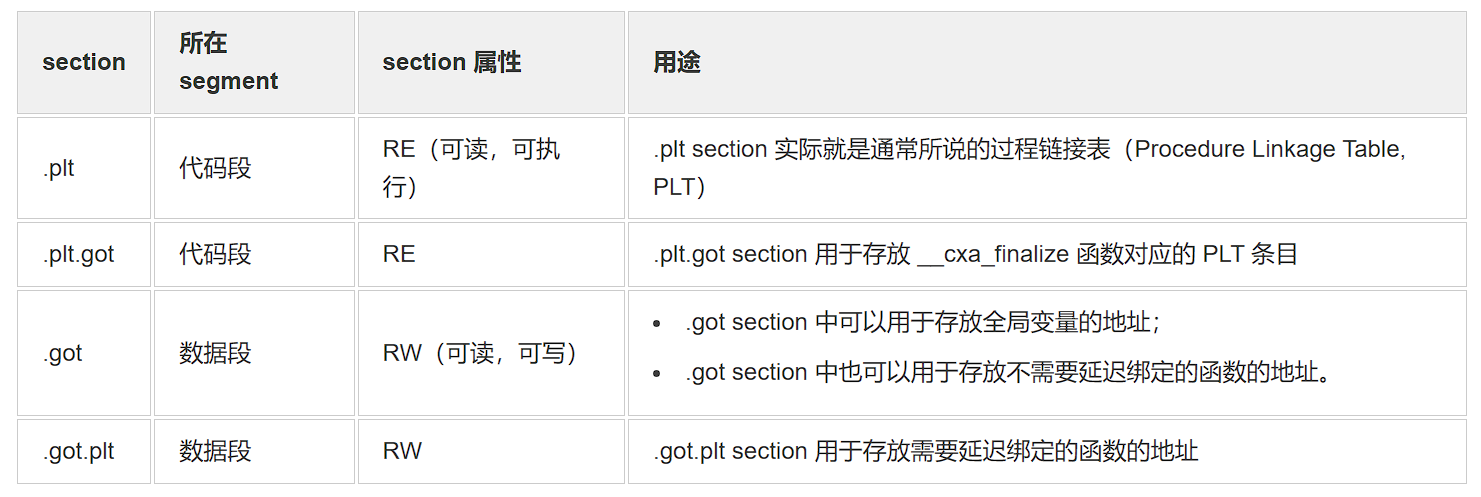 section
所在
segment
section 属性
用途
.plt
代码段
RE（可读，可执
行）
.plt section 实际就是通常所说的过程链接表（Procedure Linkage Table,
PLT）
.plt.got
代码段
RE
.plt.got section 用于存放 __cxa_finalize 函数对应的 PLT 条目
.got
数据段
RW（可读，可写）
• .got section 中可以用于存放全局变量的地址；
• .got section 中也可以用于存放不需要延迟绑定的函数的地址。
.got.plt
数据段
RW
.got.plt section 用于存放需要延迟绑定的函数的地址